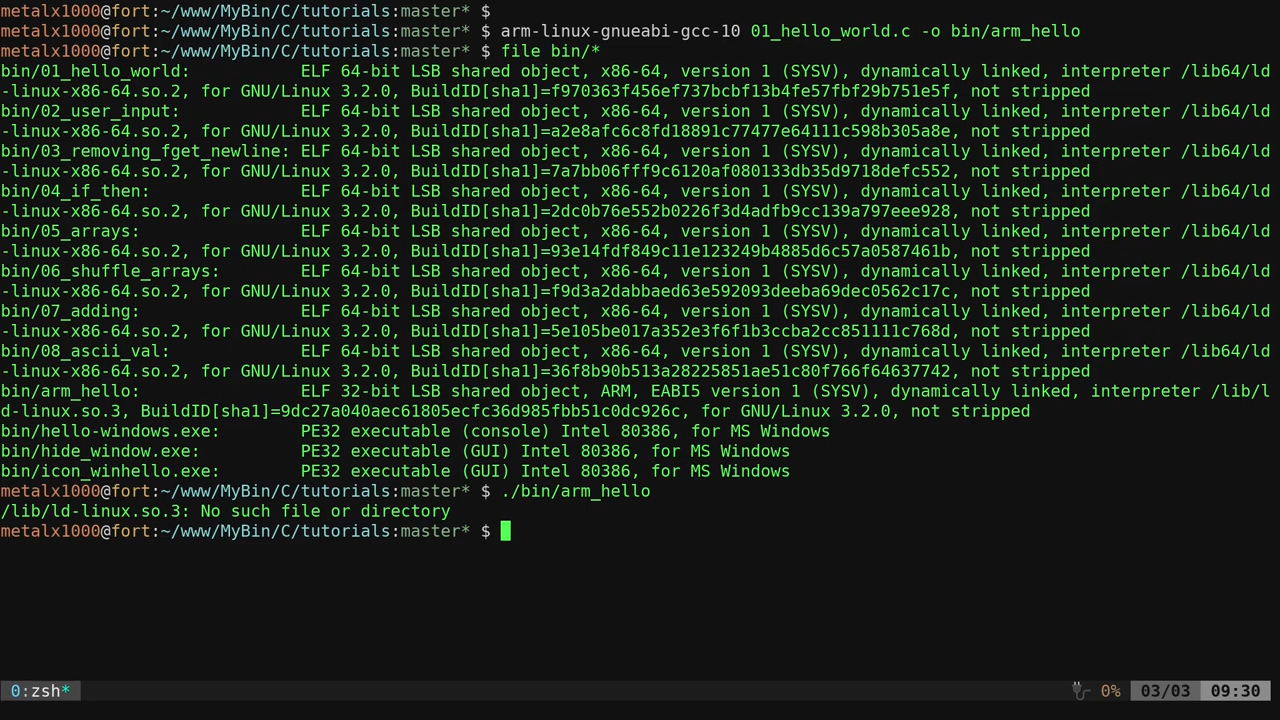 metalx1000@fort:~/www/MyBin/C/tutorials:master* $
metalx1000@fort:~/www/MyBin/C/tutorials:master* $ arm-linux-gnueabi-gcc-10 01_hello_world.c -o bin/arm_hello
metalx1000@fort:~/www/MyBin/C/tutorials:master* $ file bin/*
bin/01_hello_world:           ELF 64-bit LSB shared object, x86-64, version 1 (SYSV), dynamically linked, interpreter /lib64/ld
-linux-x86-64.so.2, for GNU/Linux 3.2.0, BuildID[sha1]=f970363f456ef737bcbf13b4fe57fbf29b751e5f, not stripped
bin/02_user_input:            ELF 64-bit LSB shared object, x86-64, version 1 (SYSV), dynamically linked, interpreter /lib64/ld
-linux-x86-64.so.2, for GNU/Linux 3.2.0, BuildID[sha1]=a2e8afc6c8fd18891c77477e64111c598b305a8e, not stripped
bin/03_removing_fget_newline: ELF 64-bit LSB shared object, x86-64, version 1 (SYSV), dynamically linked, interpreter /lib64/ld
-linux-x86-64.so.2, for GNU/Linux 3.2.0, BuildID[sha1]=7a7bb06fff9c6120af080133db35d9718defc552, not stripped
bin/04_if_then:               ELF 64-bit LSB shared object, x86-64, version 1 (SYSV), dynamically linked, interpreter /lib64/ld
-linux-x86-64.so.2, for GNU/Linux 3.2.0, BuildID[sha1]=2dc0b76e552b0226f3d4adfb9cc139a797eee928, not stripped
bin/05_arrays:                ELF 64-bit LSB shared object, x86-64, version 1 (SYSV), dynamically linked, interpreter /lib64/ld
-linux-x86-64.so.2, for GNU/Linux 3.2.0, BuildID[sha1]=93e14fdf849c11e123249b4885d6c57a0587461b, not stripped
bin/06_shuffle_arrays:        ELF 64-bit LSB shared object, x86-64, version 1 (SYSV), dynamically linked, interpreter /lib64/ld
-linux-x86-64.so.2, for GNU/Linux 3.2.0, BuildID[sha1]=f9d3a2dabbaed63e592093deeba69dec0562c17c, not stripped
bin/07_adding:                ELF 64-bit LSB shared object, x86-64, version 1 (SYSV), dynamically linked, interpreter /lib64/ld
-linux-x86-64.so.2, for GNU/Linux 3.2.0, BuildID[sha1]=5e105be017a352e3f6f1b3ccba2cc851111c768d, not stripped
bin/08_ascii_val:             ELF 64-bit LSB shared object, x86-64, version 1 (SYSV), dynamically linked, interpreter /lib64/ld
-linux-x86-64.so.2, for GNU/Linux 3.2.0, BuildID[sha1]=36f8b90b513a28225851ae51c80f766f64637742, not stripped
bin/arm_hello:                ELF 32-bit LSB shared object, ARM, EABI5 version 1 (SYSV), dynamically linked, interpreter /lib/l
d-linux.so.3, BuildID[sha1]=9dc27a040aec61805ecfc36d985fbb51c0dc926c, for GNU/Linux 3.2.0, not stripped
bin/hello-windows.exe:        PE32 executable (console) Intel 80386, for MS Windows
bin/hide_window.exe:          PE32 executable (GUI) Intel 80386, for MS Windows
bin/icon_winhello.exe:        PE32 executable (GUI) Intel 80386, for MS Windows
metalx1000@fort:~/www/MyBin/C/tutorials:master* $ ./bin/arm_hello
/lib/ld-linux.so.3: No such file or directory
metalx1000@fort:~/www/MyBin/C/tutorials:master* $
0:zsh* 0% 03/03 09:30